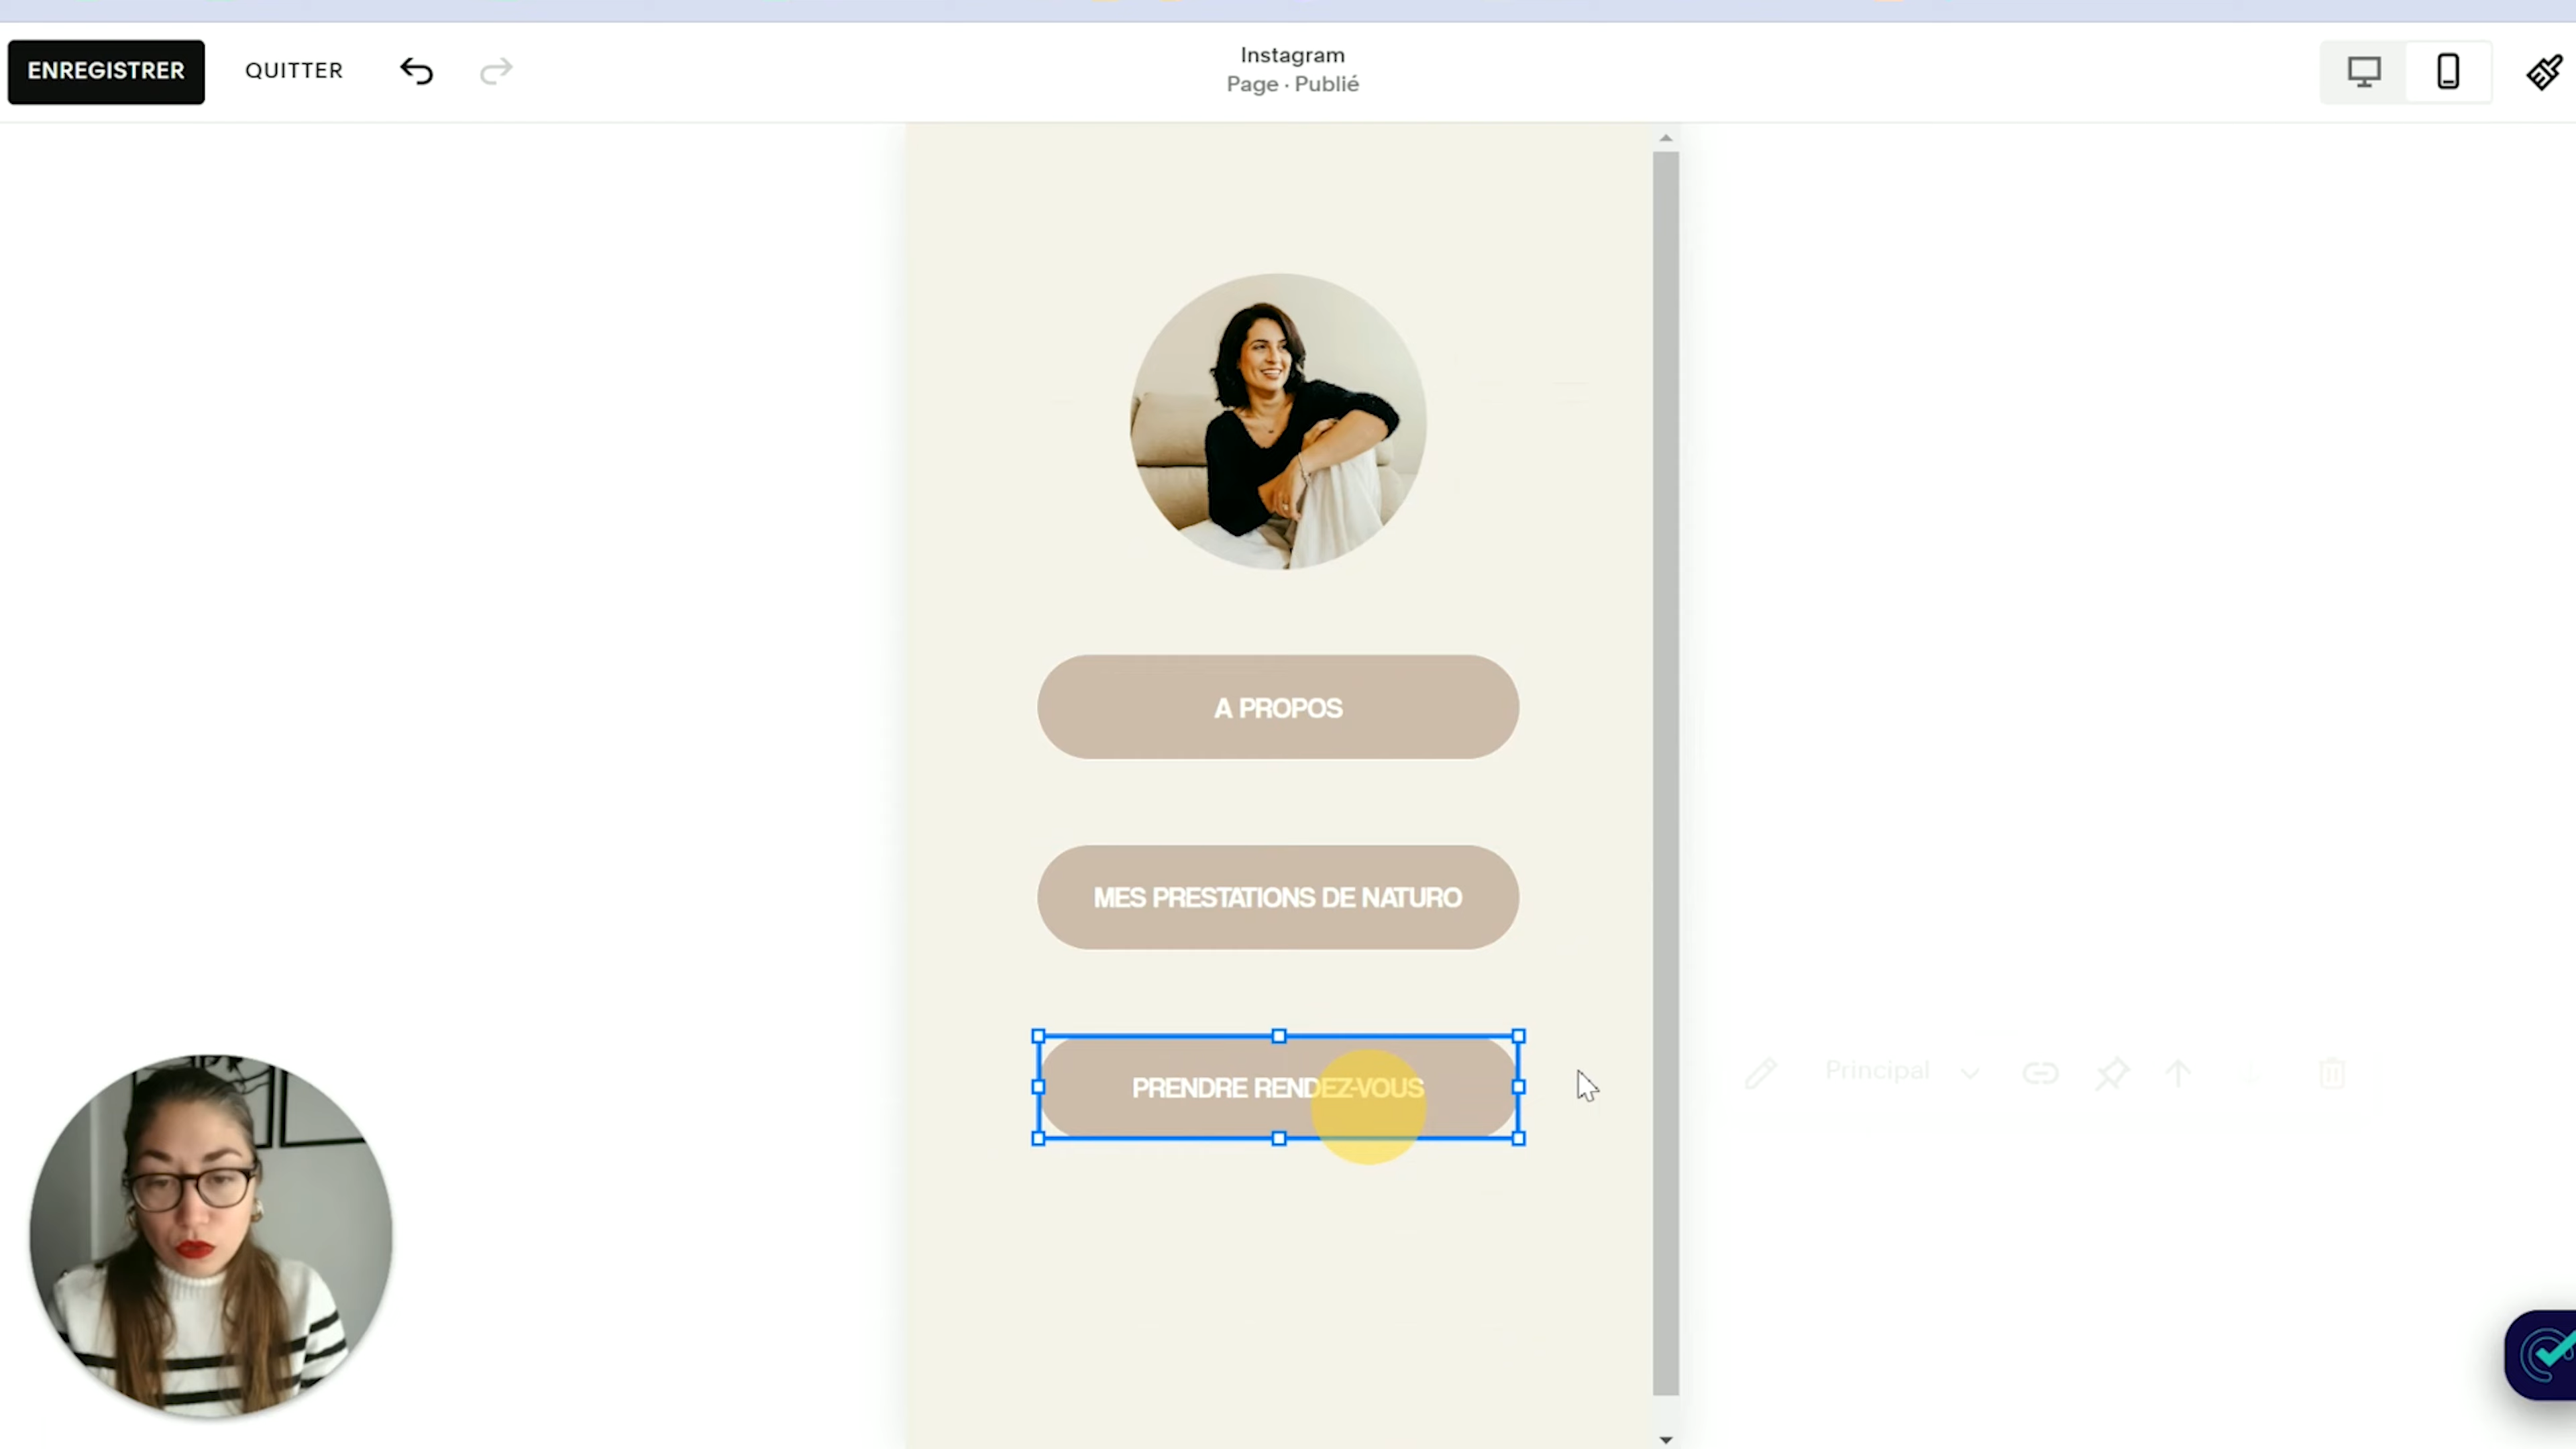 ENREGISTRER
QUITTER
Instagram
Page · Publié
A PROPOS
MES PRESTATIONS DE NATURO
PRENDRE RENDEZ-VOUS
Principal